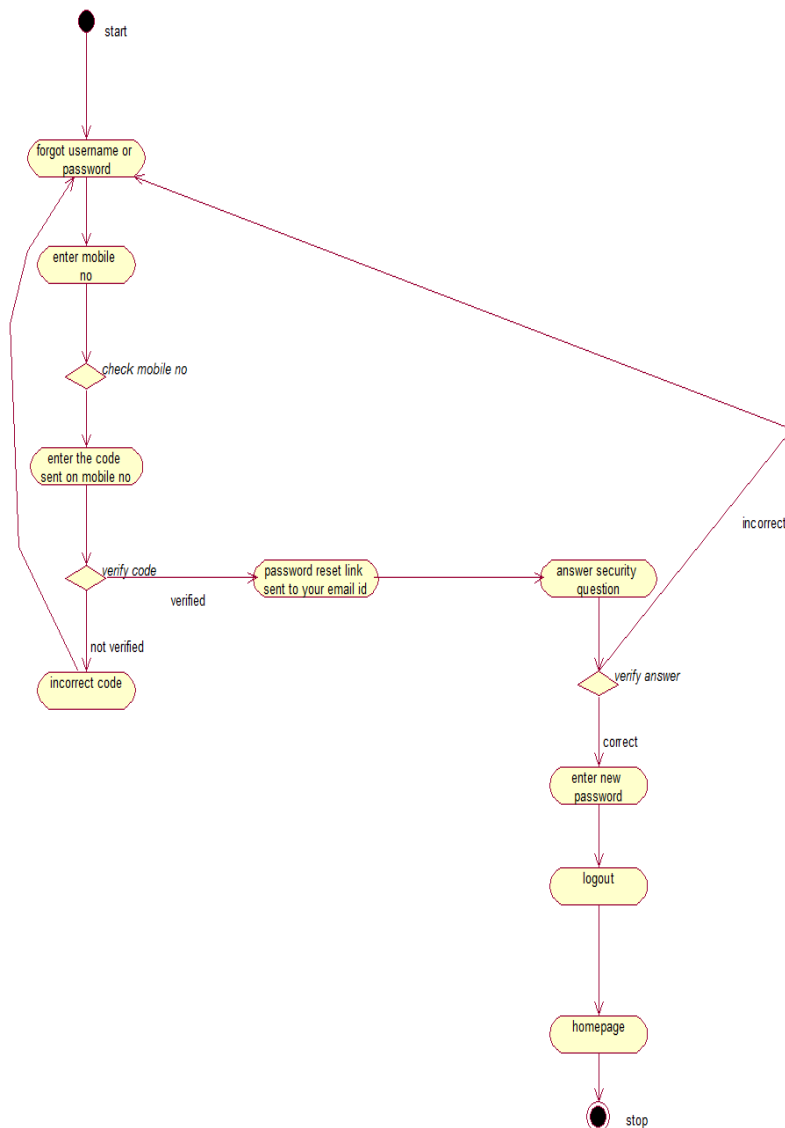 start
forgot username or
password
enter mobile
no
check mobile no
enter the code
sent on mobile no
verify code
verified
password reset link
sent to your email id
answer security
question
incorrect
not verified
incorrect code
verify answer
correct
enter new
password
logout
homepage
stop